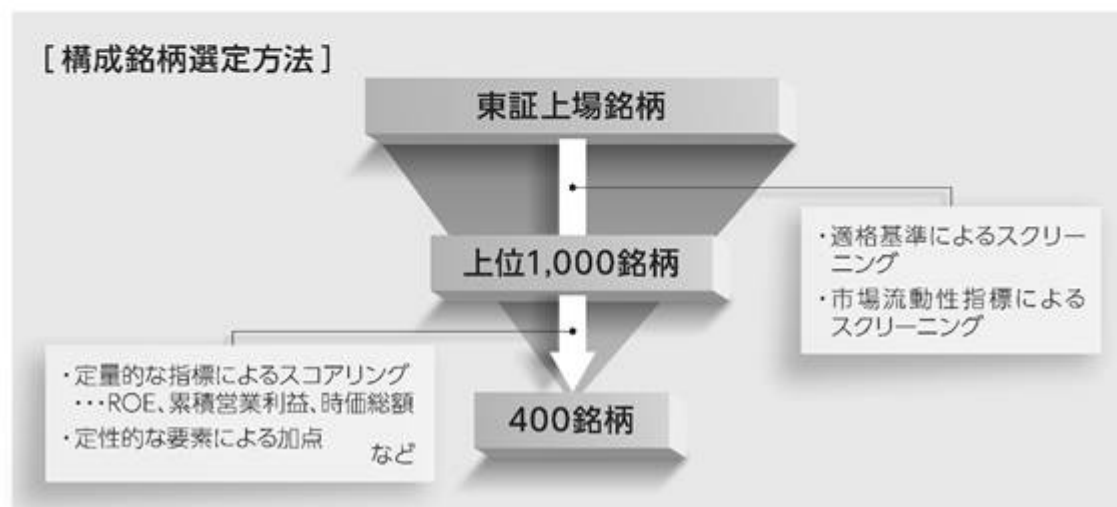 [構成銘柄選定方法]
東証上場銘柄
・適格基準によるスクリー
ニング
・市場流動性指標による
スクリーニング
上位1,000銘柄
・定量的な指標によるスコアリング
・・・ROE、累積営業利益、時価総額
・定性的な要素による加点
など
400銘柄